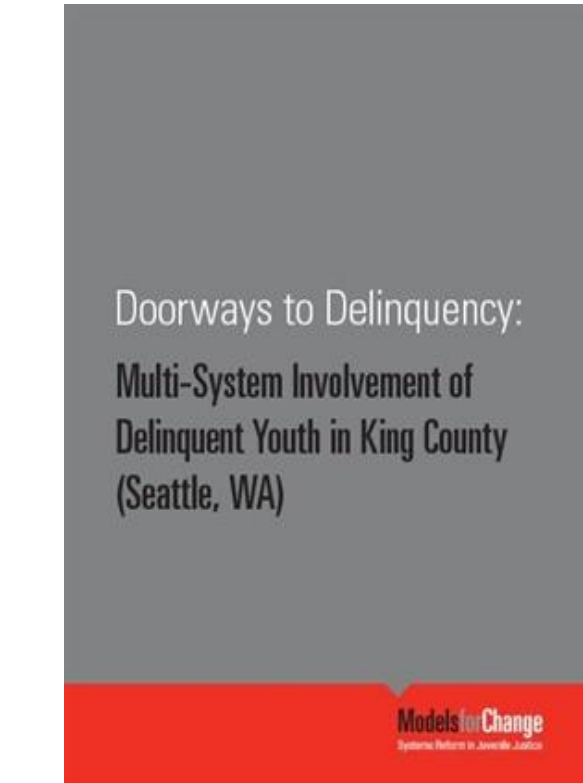 Doorways to Delinquency:
Multi-System Involvement of
Delinquent Youth in King County
(Seattle, WA)
ModelsforChange
Systems Reform in Juvenile Justice